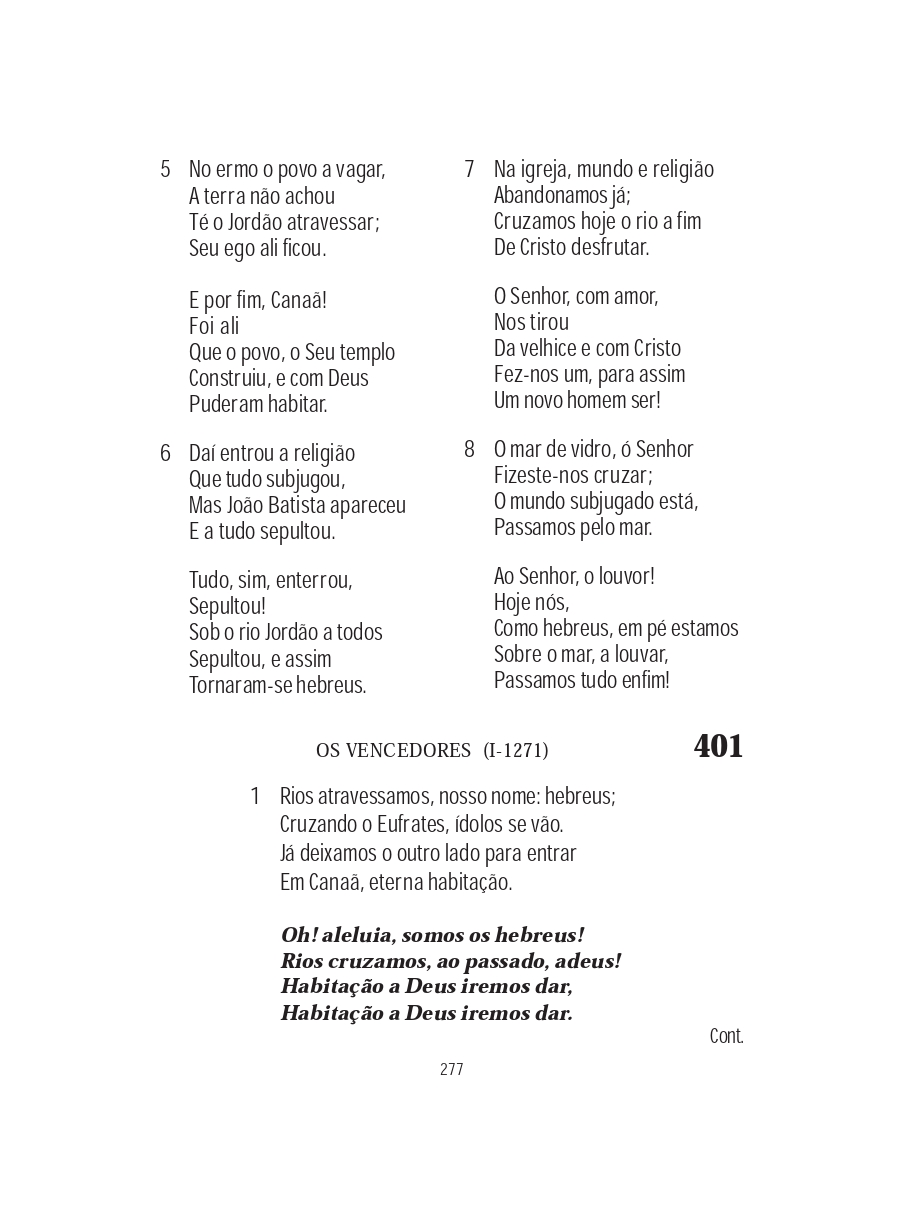 5 No ermo o povo a vagar,
A terra não achou
Té o Jordão atravessar;
Seu ego ali ficou.
E por fim, Canaã!
Foi ali
Que o povo, o Seu templo
Construiu, e com Deus
Puderam habitar.
6 Daí entrou a religião
Que tudo subjugou,
Mas João Batista apareceu
E a tudo sepultou.
Tudo, sim, enterrou,
Sepultou!
Sob o rio Jordão a todos
Sepultou, e assim
Tornaram-se hebreus.
7 Na igreja, mundo e religião
Abandonamos já;
Cruzamos hoje o rio a fim
De Cristo desfrutar.
O Senhor, com amor,
Nos tirou
Da velhice e com Cristo
Fez-nos um, para assim
Um novo homem ser!
8 O mar de vidro, ó Senhor
Fizeste-nos cruzar;
O mundo subjugado está,
Passamos pelo mar.
Ao Senhor, o louvor!
Hoje nós,
Como hebreus, em pé estamos
Sobre o mar, a louvar,
Passamos tudo enfim!
OS VENCEDORES (I-1271) 401
1 Rios atravessamos, nosso nome: hebreus;
Cruzando o Eufrates, ídolos se vão.
Já deixamos o outro lado para entrar
Em Canaã, eterna habitação.
Oh! aleluia, somos os hebreus!
Rios cruzamos, ao passado, adeus!
Habitação a Deus iremos dar,
Habitação a Deus iremos dar.
Cont.
277